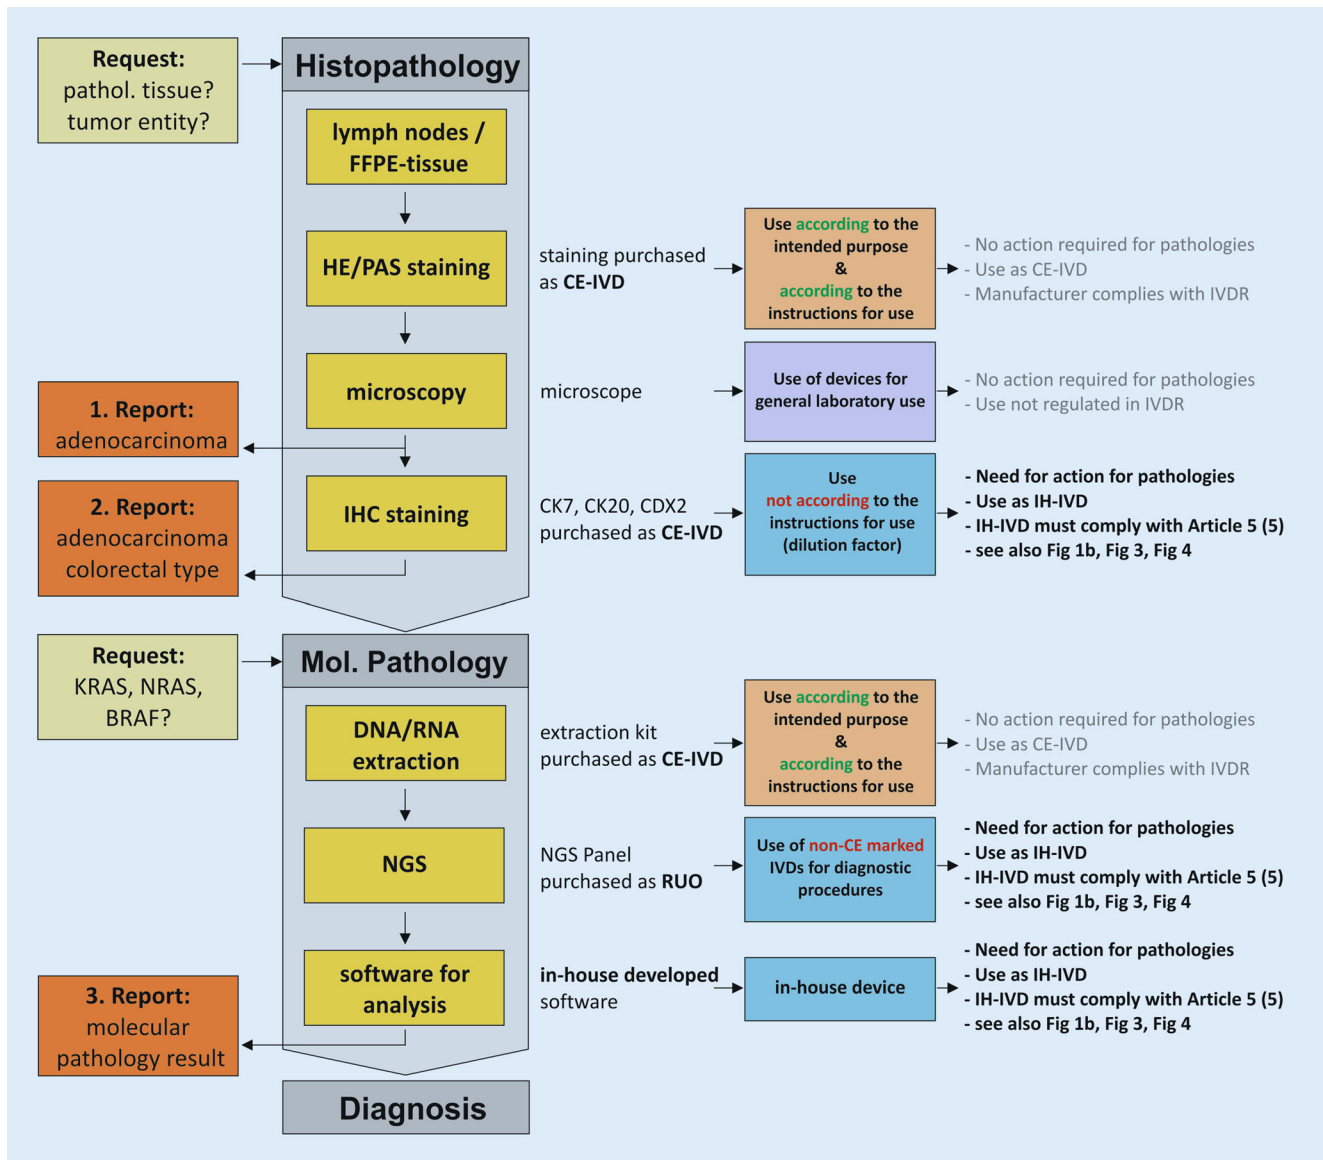 Request:
pathol. tissue?
tumor entity?
Histopathology
lymph nodes /
FFPE-tissue
HE/PAS staining
staining purchased
as CE-IVD
Use according to the
intended purpose
&
according to the
instructions for use
- No action required for pathologies
- Use as CE-IVD
- Manufacturer complies with IVDR
microscopy
microscope
Use of devices for
general laboratory use
- No action required for pathologies
- Use not regulated in IVDR
1. Report:
adenocarcinoma
IHC staining
CK7, CK20, CDX2
purchased as CE-IVD
Use
not according to the
instructions for use
(dilution factor)
- Need for action for pathologies
- Use as IH-IVD
- IH-IVD must comply with Article 5 (5)
- see also Fig 1b, Fig 3, Fig 4
2. Report:
adenocarcinoma
colorectal type
Request:
KRAS, NRAS,
BRAF?
Mol. Pathology
DNA/RNA
extraction
extraction kit
purchased as CE-IVD
Use according to the
intended purpose
&
according to the
instructions for use
- No action required for pathologies
- Use as CE-IVD
- Manufacturer complies with IVDR
NGS
NGS Panel
purchased as RUO
Use of non-CE marked
IVDs for diagnostic
procedures
- Need for action for pathologies
- Use as IH-IVD
- IH-IVD must comply with Article 5 (5)
- see also Fig 1b, Fig 3, Fig 4
software for
analysis
in-house developed
software
in-house device
- Need for action for pathologies
- Use as IH-IVD
- IH-IVD must comply with Article 5 (5)
- see also Fig 1b, Fig 3, Fig 4
3. Report:
molecular
pathology result
Diagnosis